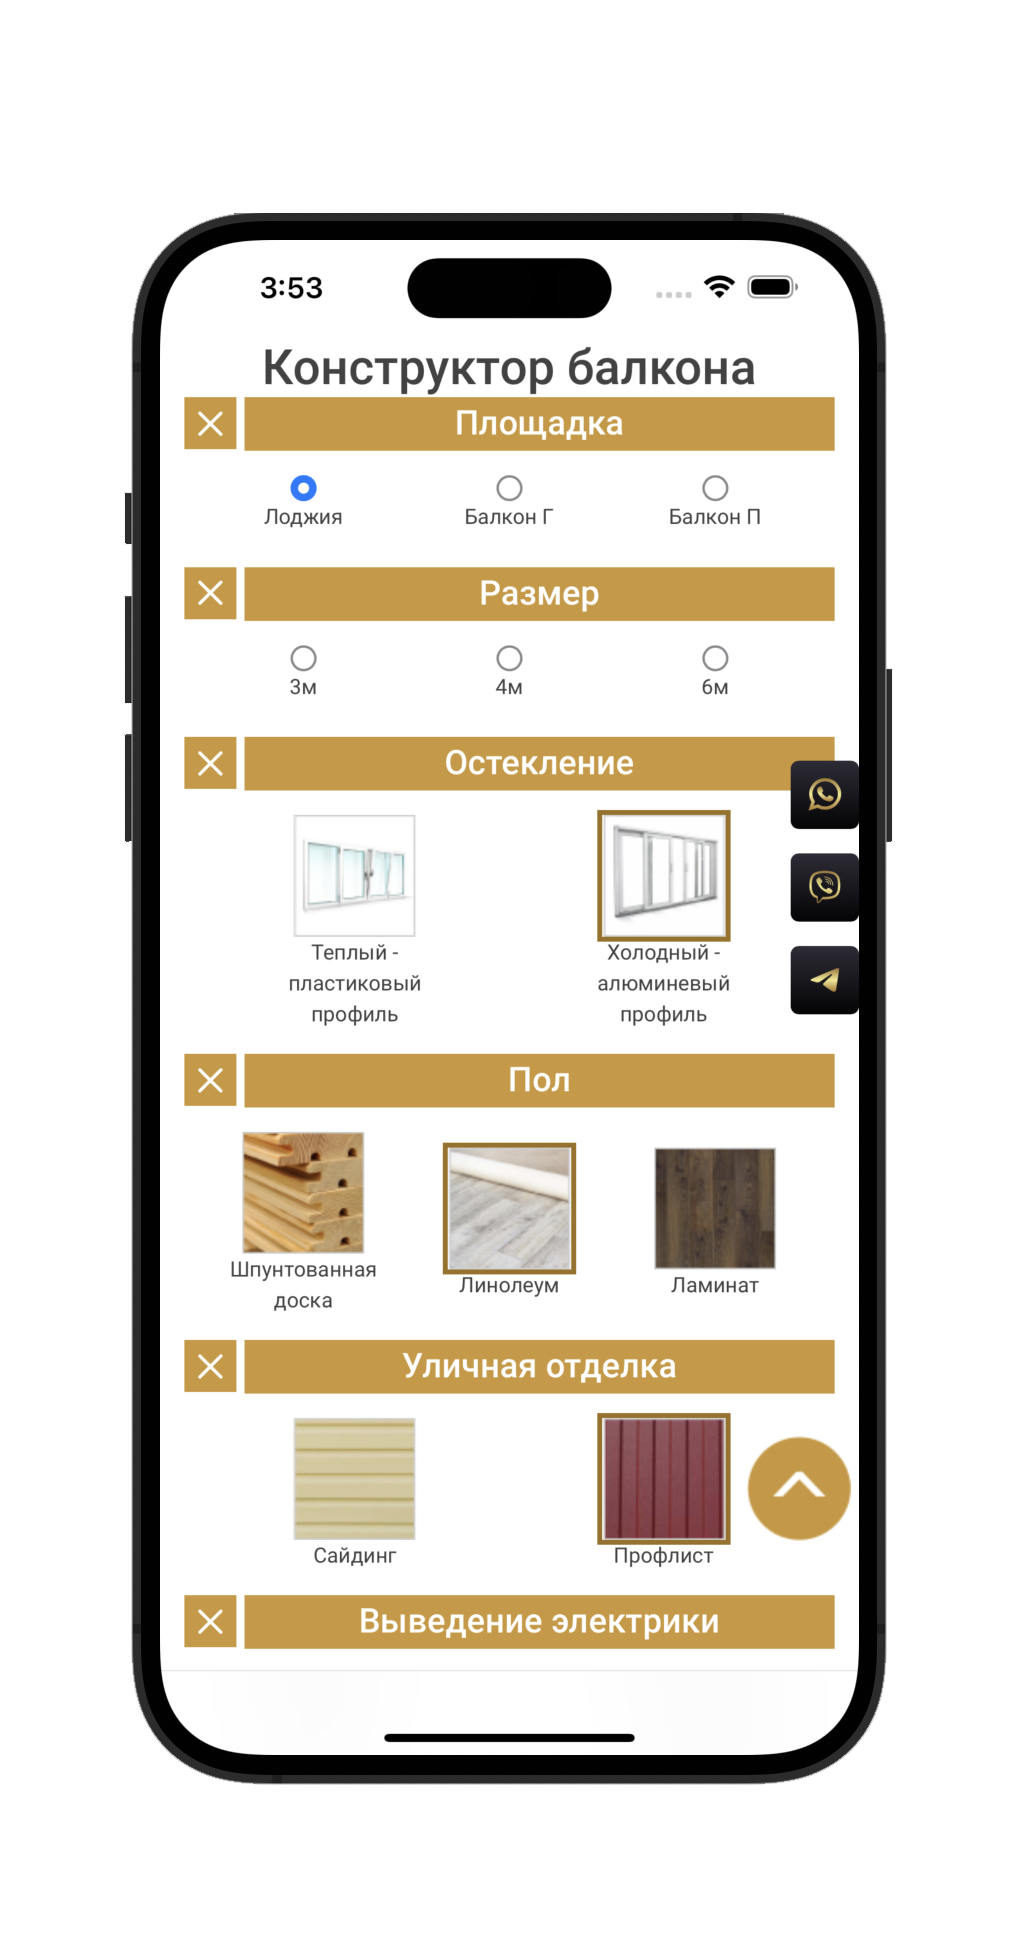 3:53
Конструктор балкона
Площадка
Лоджия
Балкон Г
Балкон П
Размер
3м
4м
6м
Остекление
Теплый -
пластиковый
профиль
Холодный -
алюминевый
профиль
Пол
Шпунтованная
доска
Линолеум
Ламинат
Уличная отделка
Сайдинг
Профлист
Выведение электрики